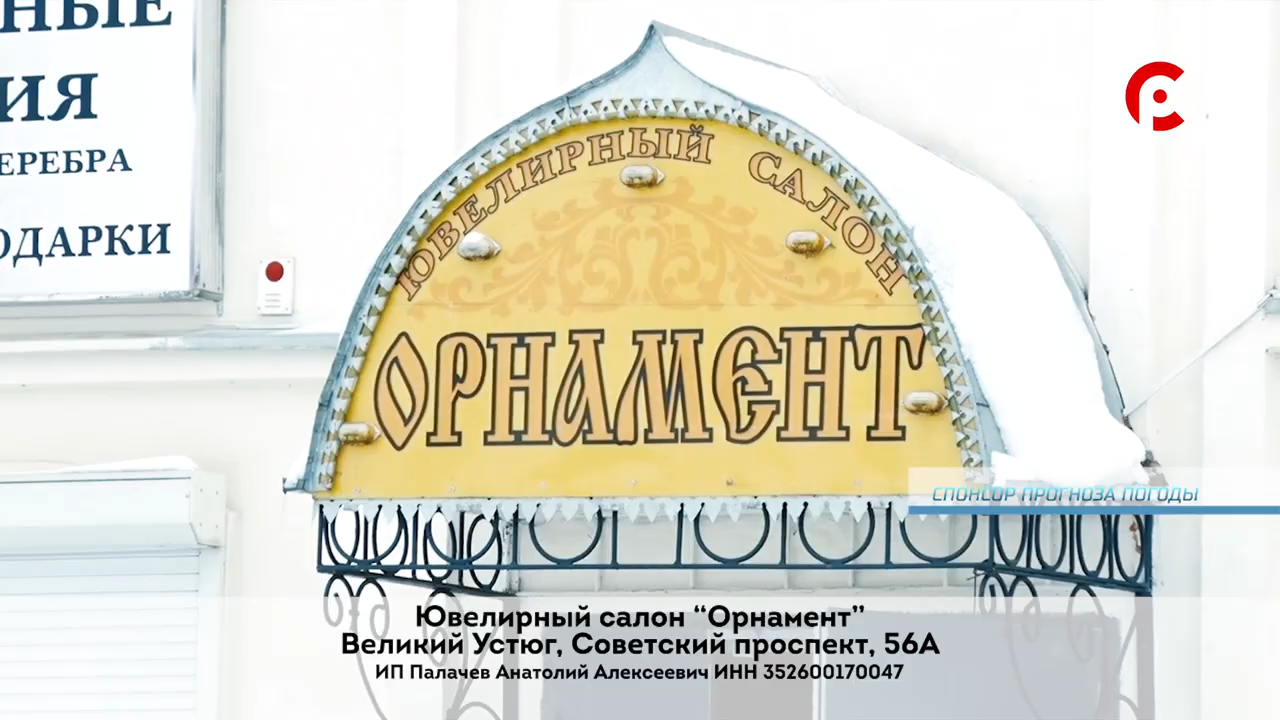 НЫЕ
ИЯ
ЕРЕБРА
ОДАРКИ
ЮВЕЛИРНЫЙ САЛОН
ОРНАМЕНТ
СПОНСОР ПРОГНОЗА ПОГОДЫ
Ювелирный салон “Орнамент”
Великий Устюг, Советский проспект, 56А
ИП Палачев Анатолий Алексеевич ИНН 352600170047